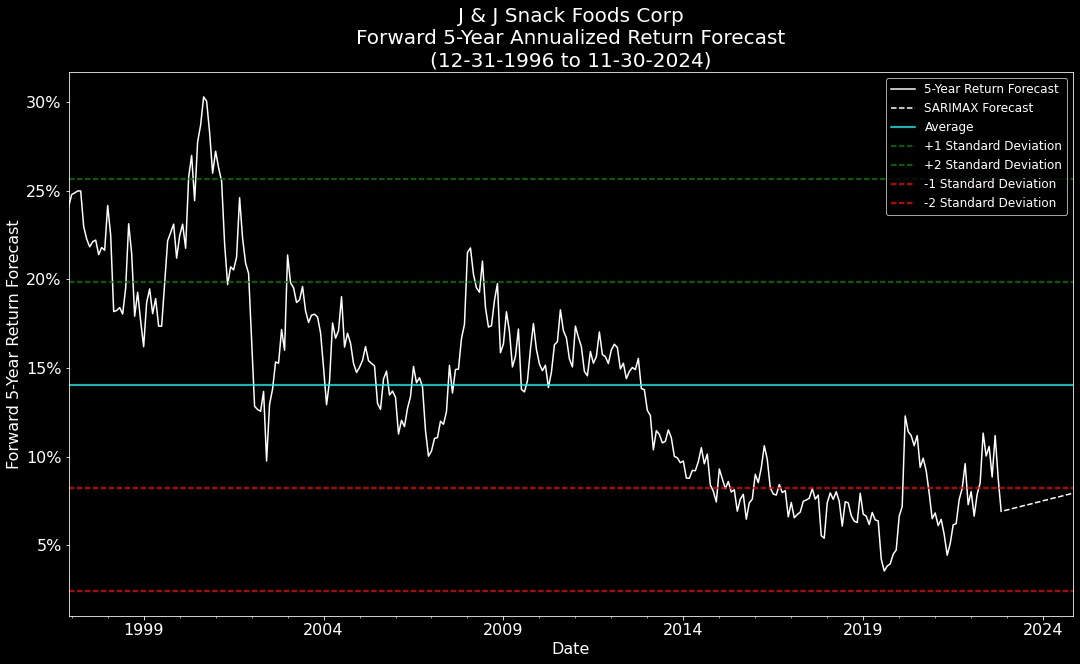 J & J Snack Foods Corp
Forward 5-Year Annualized Return Forecast
(12-31-1996 to 11-30-2024)
5-Year Return Forecast
SARIMAX Forecast
Average
+1 Standard Deviation
+2 Standard Deviation
-1 Standard Deviation
-2 Standard Deviation
Forward 5-Year Return Forecast
30%
25%
20%
15%
10%
5%
1999 2004 2009 2014 2019 2024
Date